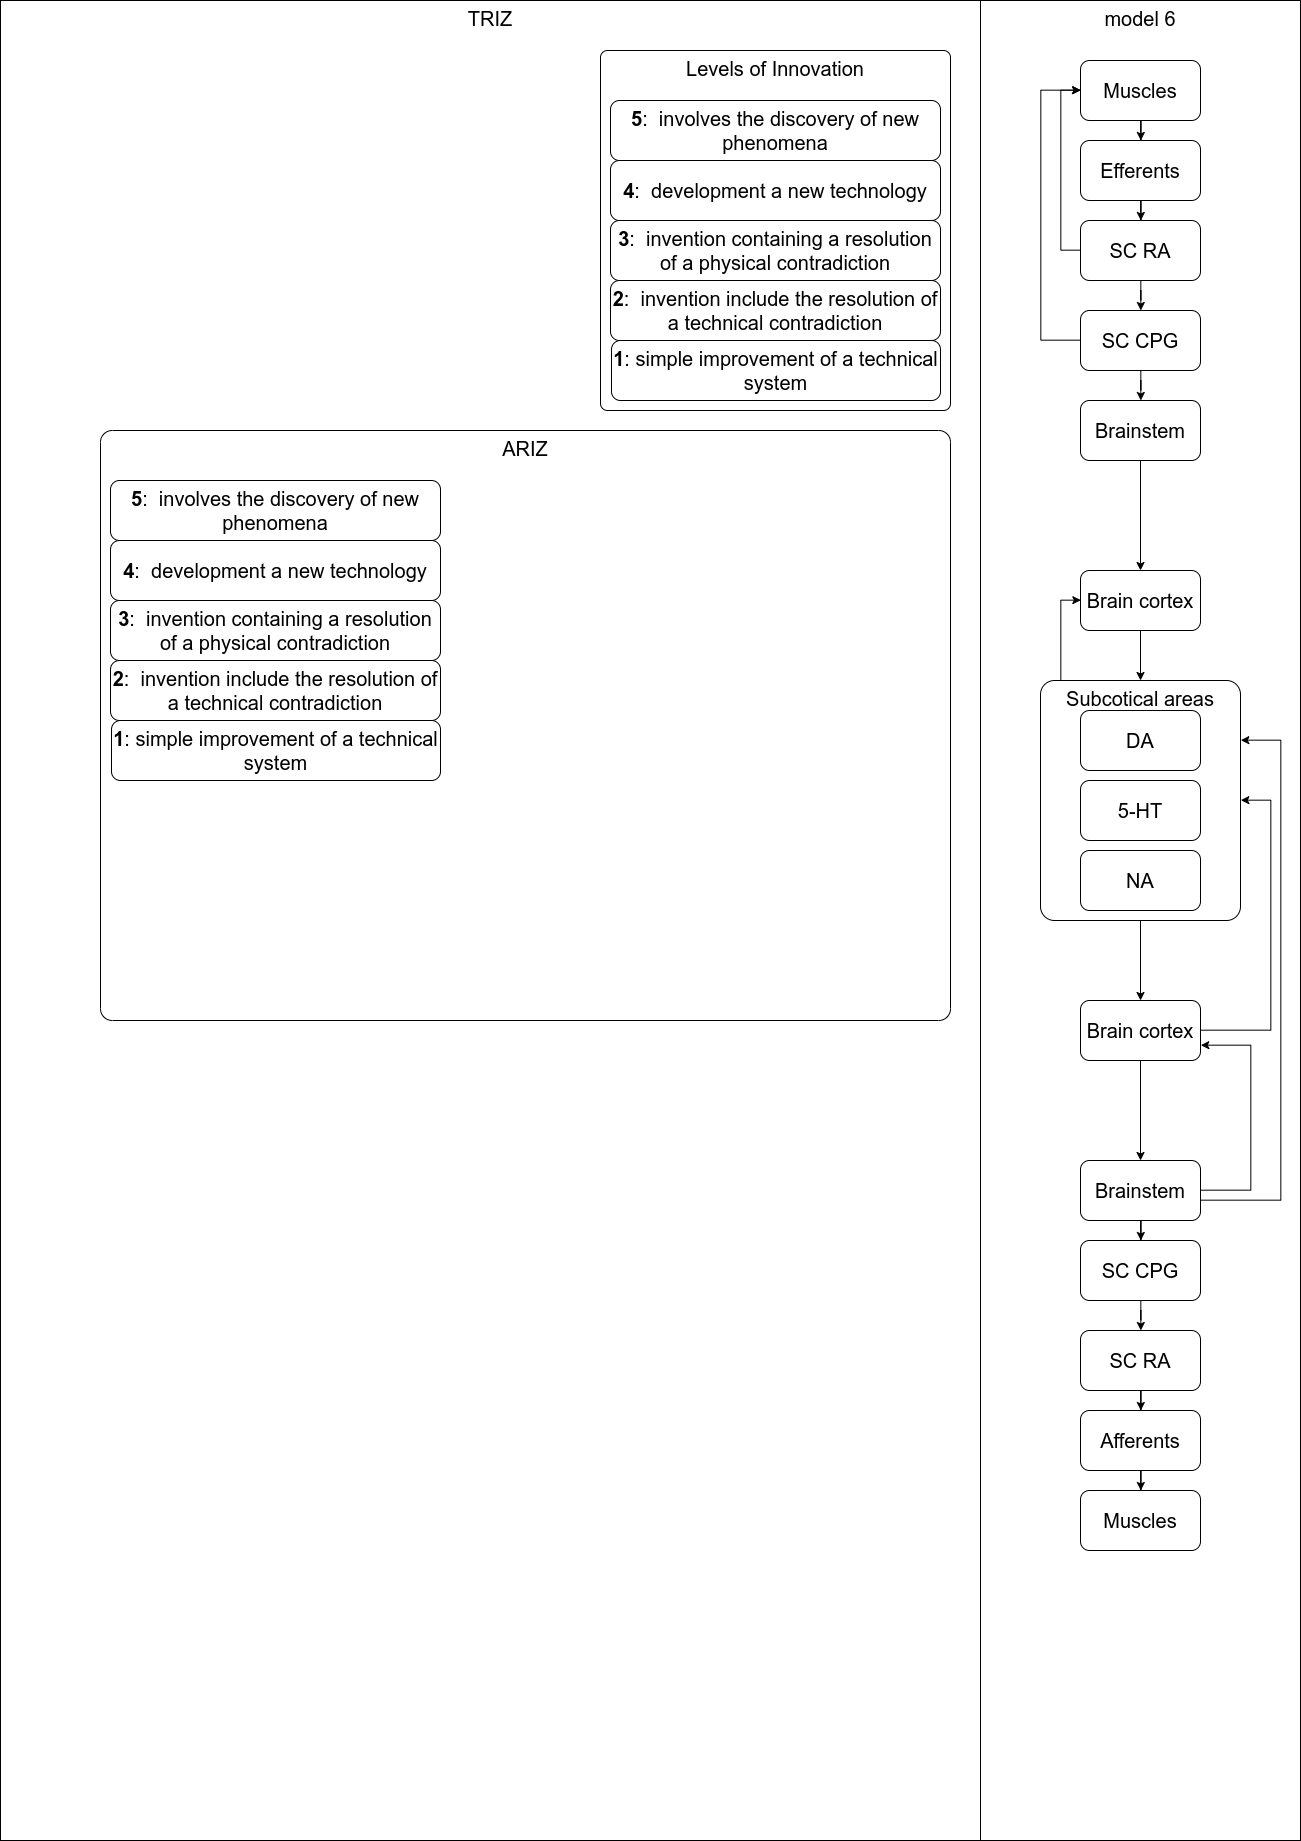 TRIZ
Levels of Innovation
5:  involves the discovery of new
phenomena
4:  development a new technology
3:  invention containing a resolution
of a physical contradiction
2:  invention include the resolution of
a technical contradiction
1: simple improvement of a technical
system
ARIZ
5:  involves the discovery of new
phenomena
4:  development a new technology
3:  invention containing a resolution
of a physical contradiction
2:  invention include the resolution of
a technical contradiction
1: simple improvement of a technical
system
model 6
Muscles
Efferents
SC RA
SC CPG
Brainstem
Brain cortex
Subcotical areas
DA
5-HT
NA
Brain cortex
Brainstem
SC CPG
SC RA
Afferents
Muscles